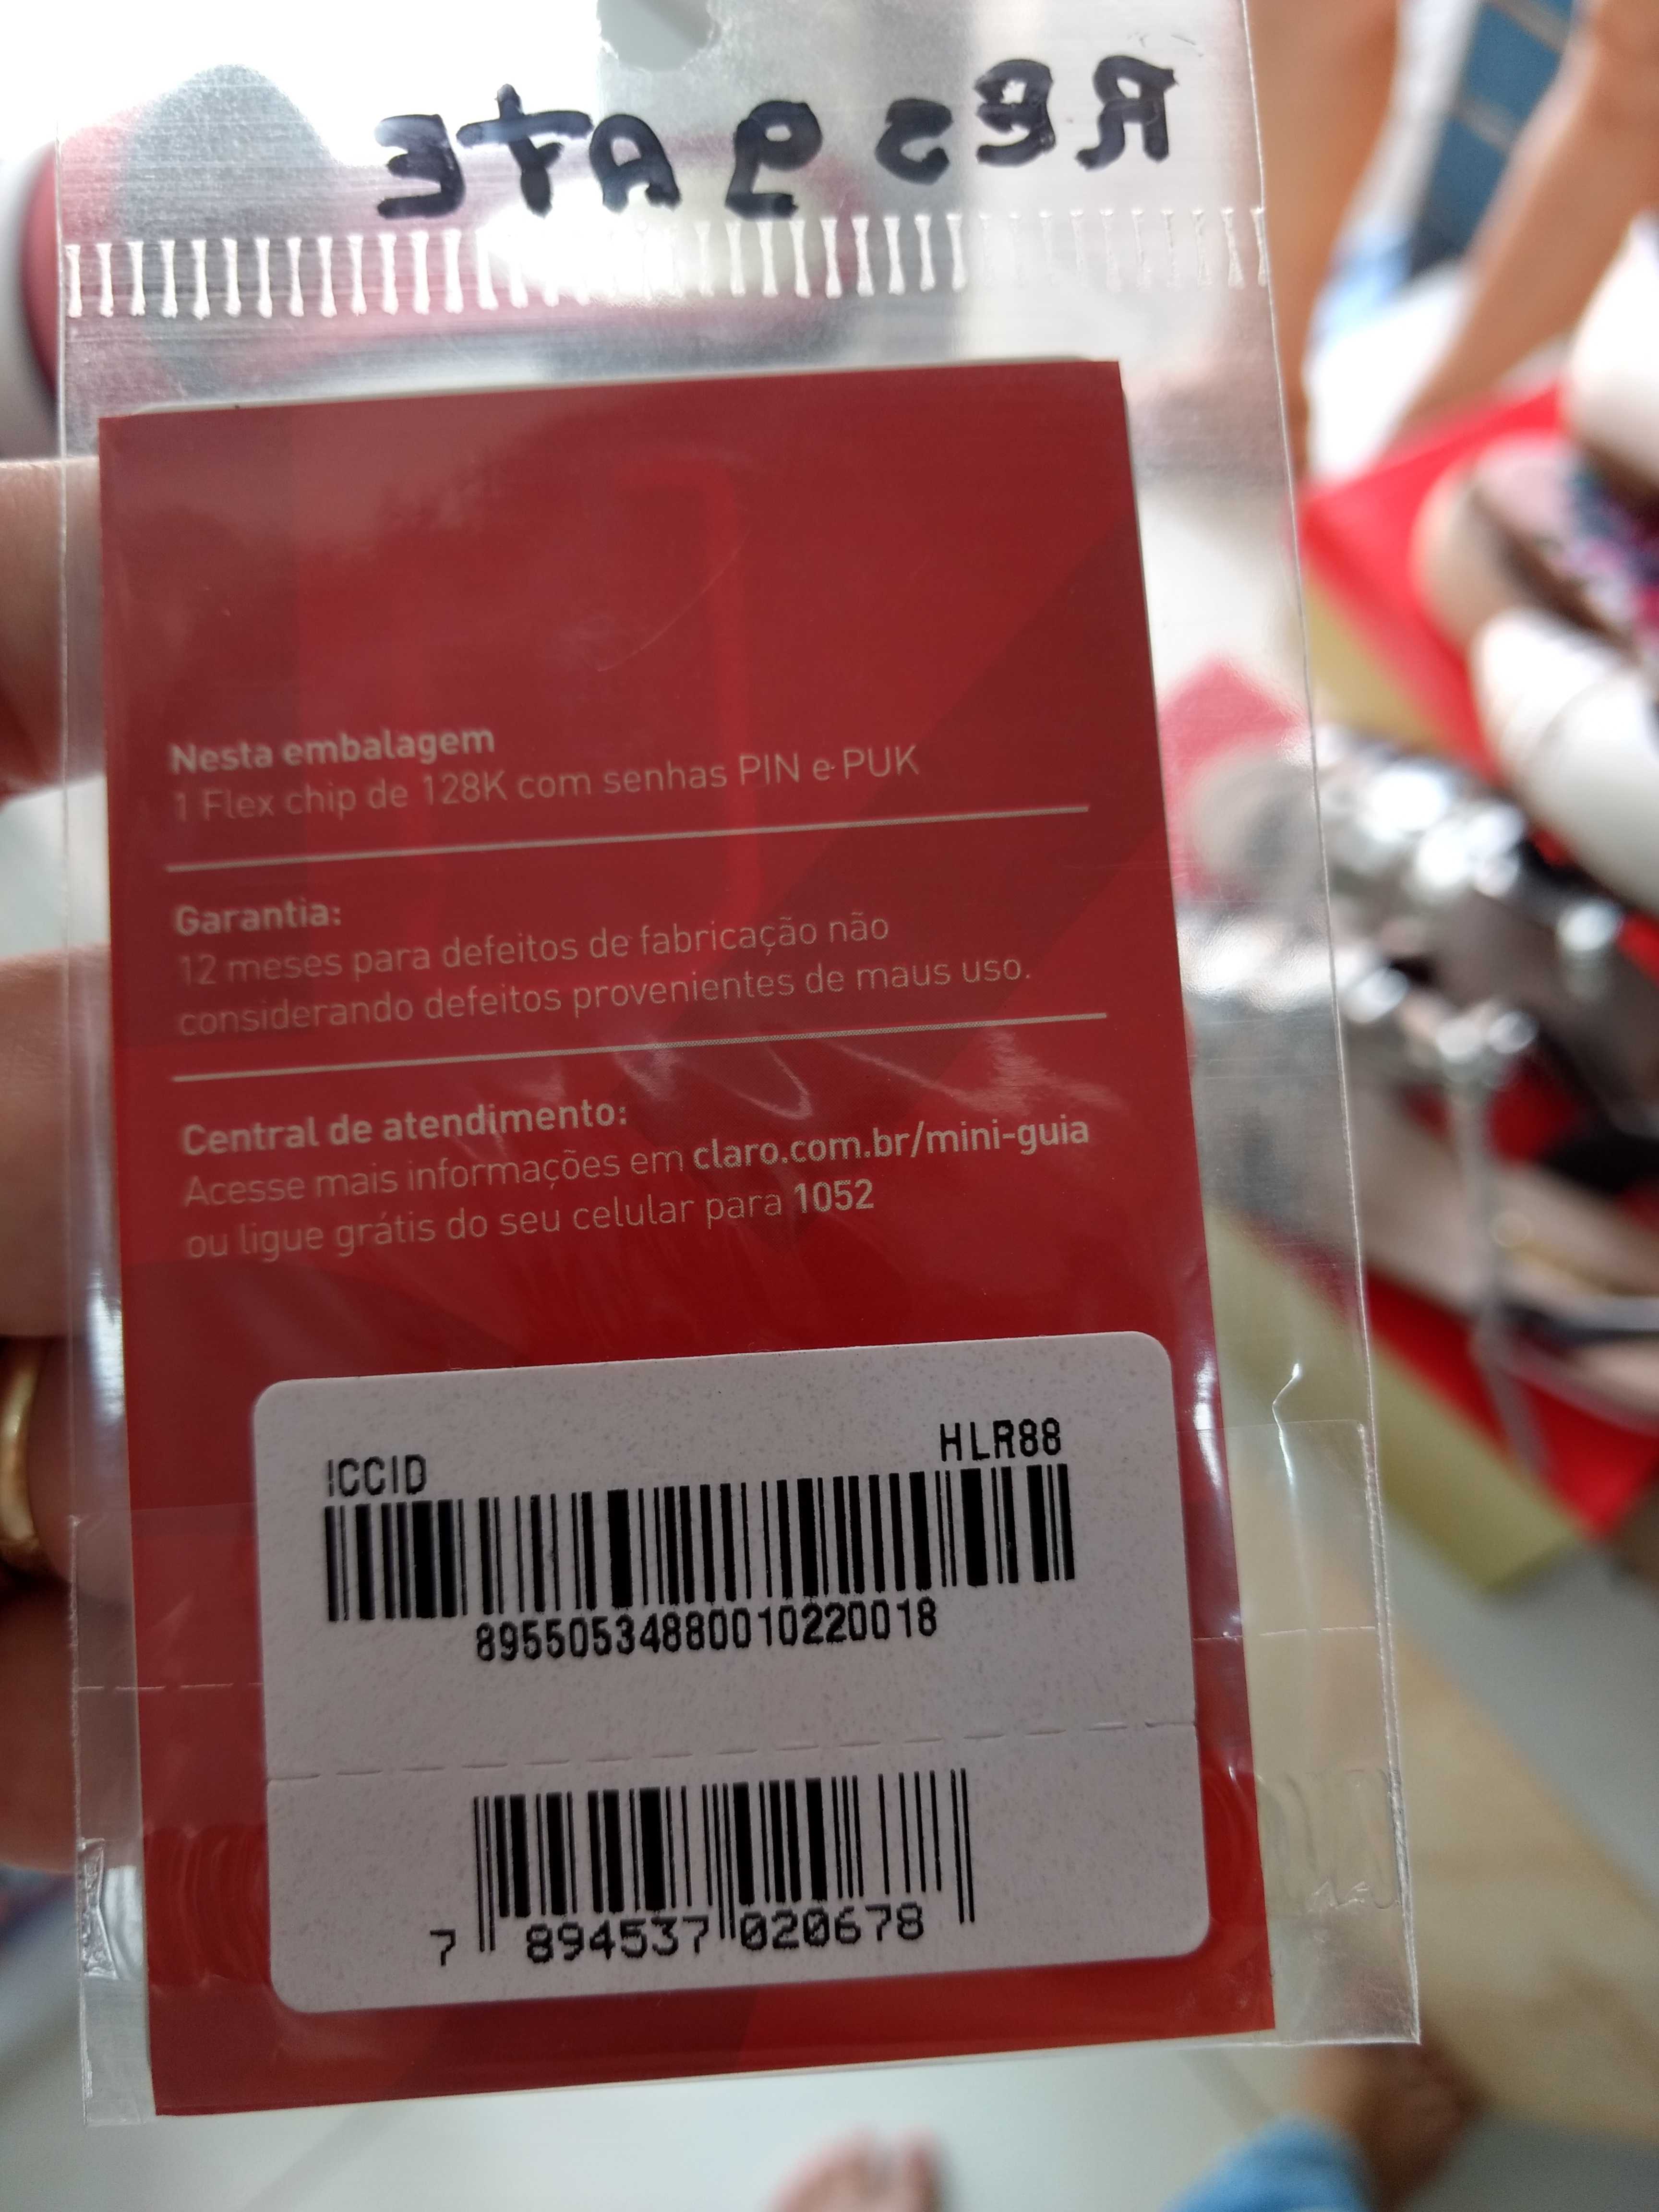 ResgatE
Nesta embalagem
1 Flex chip de 128K com senhas PIN e PUK
Garantia:
12 meses para defeitos de fabricação não
considerando defeitos provenientes de maus uso.
Central de atendimento:
Acesse mais informações em claro.com.br/mini-guia
ou ligue grátis do seu celular para 1052
ICCID HLR88
89550534880010220018
7 894537 020678